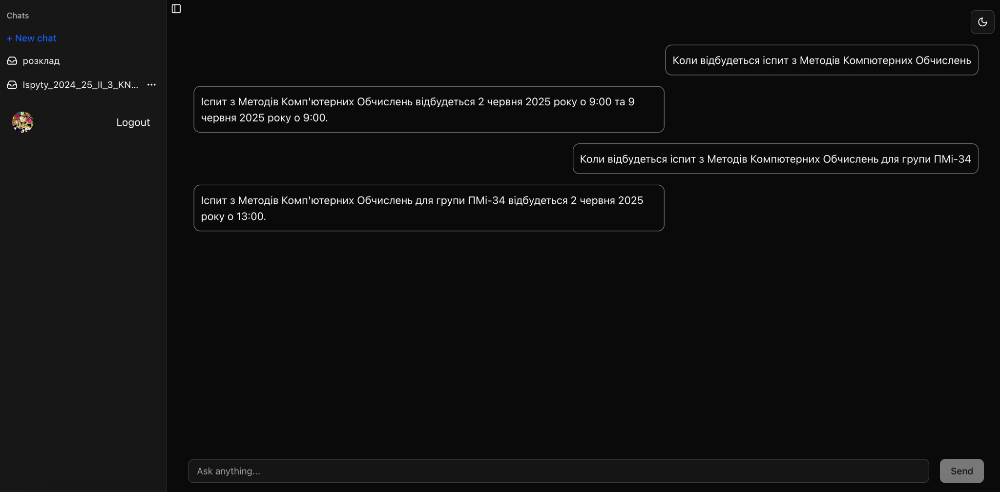 Chats
+ New chat
розклад
Ispyty_2024_25_II_3_KN...
Logout
Коли відбудеться іспит з Методів Компютерних Обчислень
Іспит з Методів Комп'ютерних Обчислень відбудеться 2 червня 2025 року о 9:00 та 9
червня 2025 року о 9:00.
Коли відбудеться іспит з Методів Компютерних Обчислень для групи ПМі-34
Іспит з Методів Комп'ютерних Обчислень для групи ПМі-34 відбудеться 2 червня 2025
року о 13:00.
Ask anything...
Send